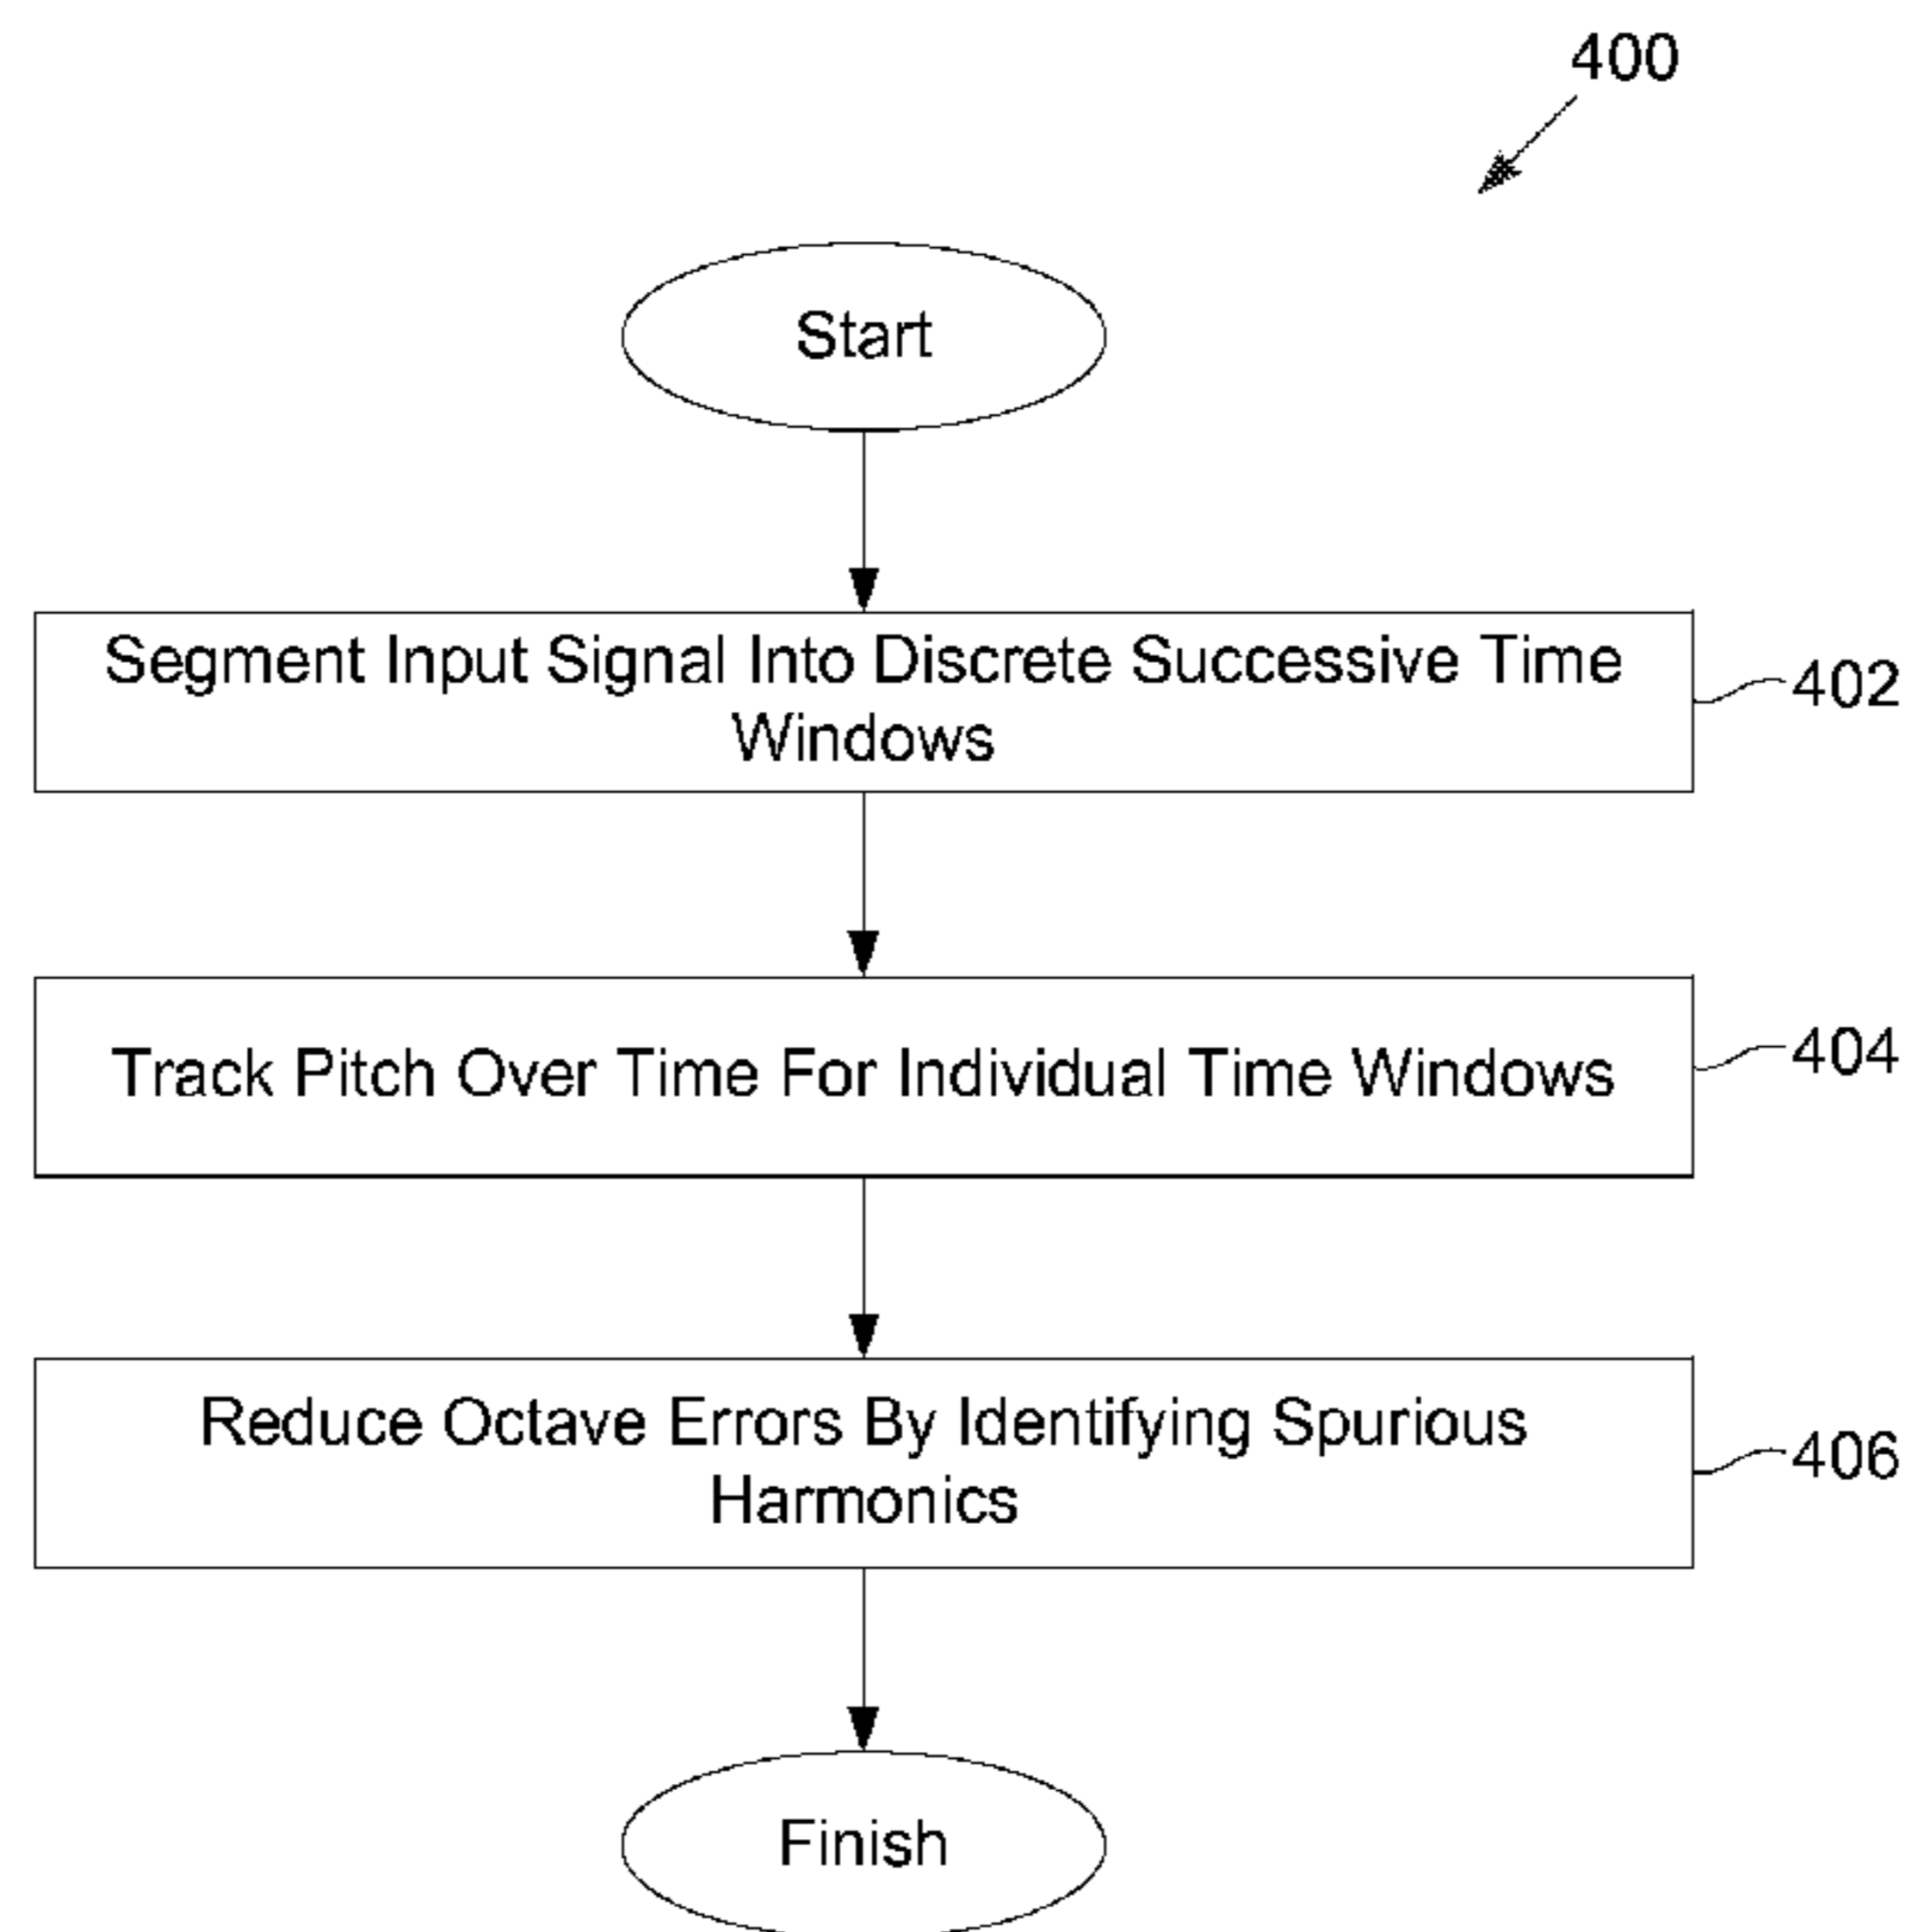 400
Start
Segment Input Signal Into Discrete Successive Time
Windows
402
Track Pitch Over Time For Individual Time Windows
404
Reduce Octave Errors By Identifying Spurious
Harmonics
406
Finish